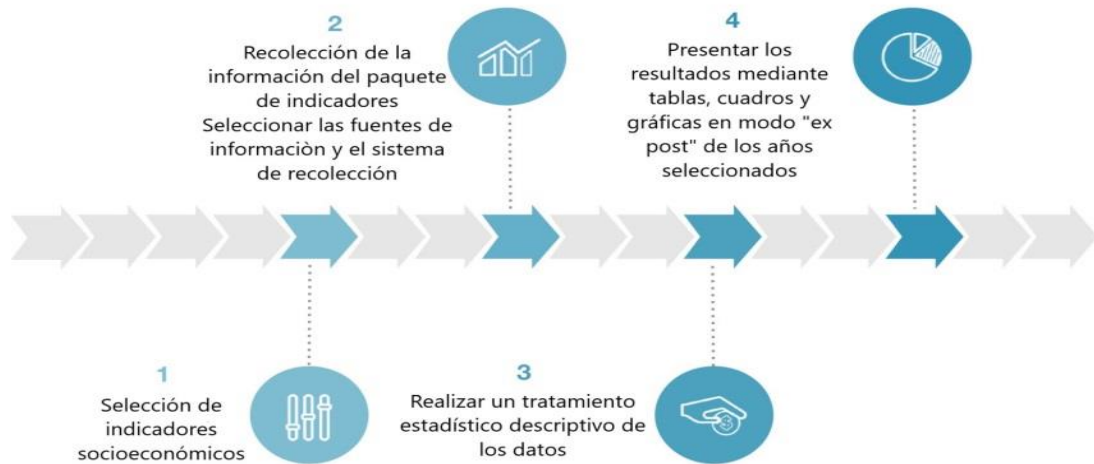 1
Selección de
indicadores
socioeconómicos
2
Recolección de la
información del paquete
de indicadores
Seleccionar las fuentes de
informaciòn y el sistema
de recolección
3
Realizar un tratamiento
estadístico descriptivo de
los datos
4
Presentar los
resultados mediante
tablas, cuadros y
gráficas en modo "ex
post" de los años
seleccionados